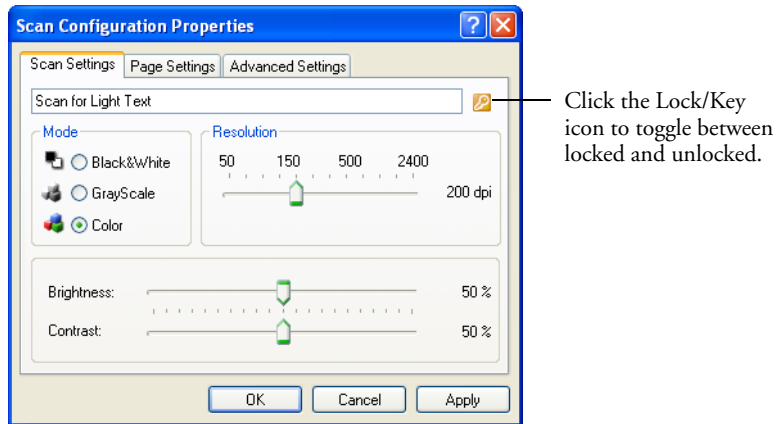 Scan Configuration Properties
Scan Settings Page Settings Advanced Settings
Scan for Light Text
Click the Lock/Key
icon to toggle between
locked and unlocked.
Mode
Black&White
GrayScale
Color
Resolution
50 150 500 2400
200 dpi
Brightness: 50 %
Contrast: 50 %
OK Cancel Apply